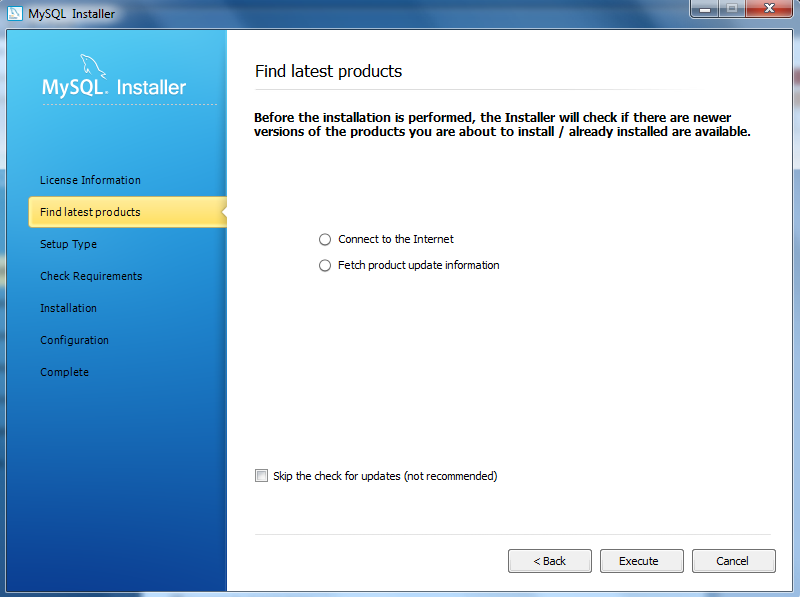 MySQL Installer
MySQL. Installer
License Information
Find latest products
Setup Type
Check Requirements
Installation
Configuration
Complete
Find latest products
Before the installation is performed, the Installer will check if there are newer
versions of the products you are about to install / already installed are available.
Connect to the Internet
Fetch product update information
Skip the check for updates (not recommended)
< Back
Execute
Cancel